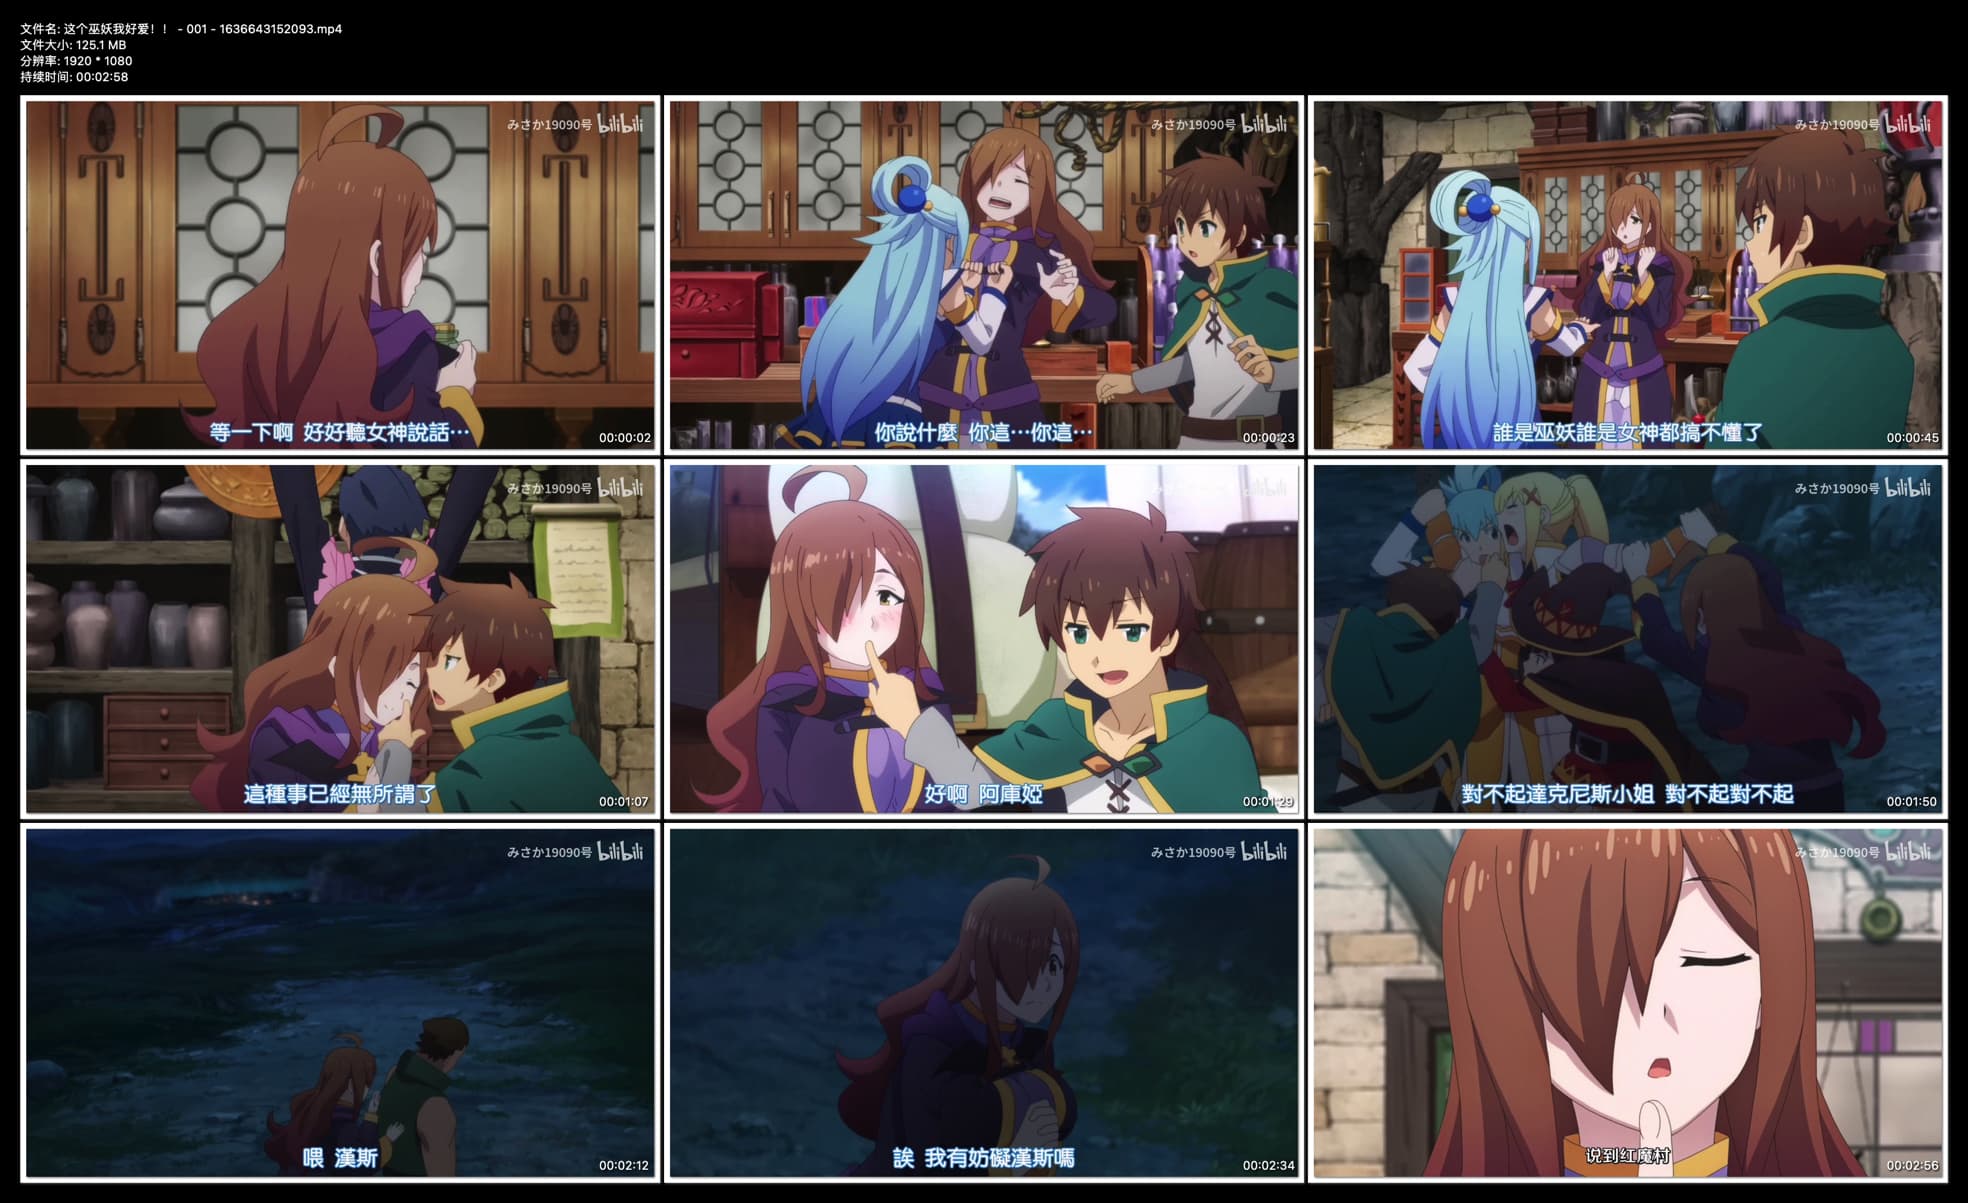 文件名: 这个巫妖我好爱！！ - 001 - 1636643152093.mp4
文件大小: 125.1 MB
分辨率: 1920 * 1080
持续时间: 00:02:58
みさか19090号 bilibili
等一下啊 好好聽女神說話…
00:00:02
みさか19090号 bilibili
你說什麼 你這…你這…
00:00:23
みさか19090号 bilibili
誰是巫妖誰是女神都搞不懂了
00:00:45
みさか19090号 bilibili
這種事已經無所謂了
00:01:07
bilibili
好啊 阿庫婭
00:01:29
みさか19090号 bilibili
對不起達克尼斯小姐 對不起對不起
00:01:50
みさか19090号 bilibili
喂 漢斯
00:02:12
みさか19090号 bilibili
誒 我有妨礙漢斯嗎
00:02:34
みさか19090号 bilibili
说到红魔村
00:02:56